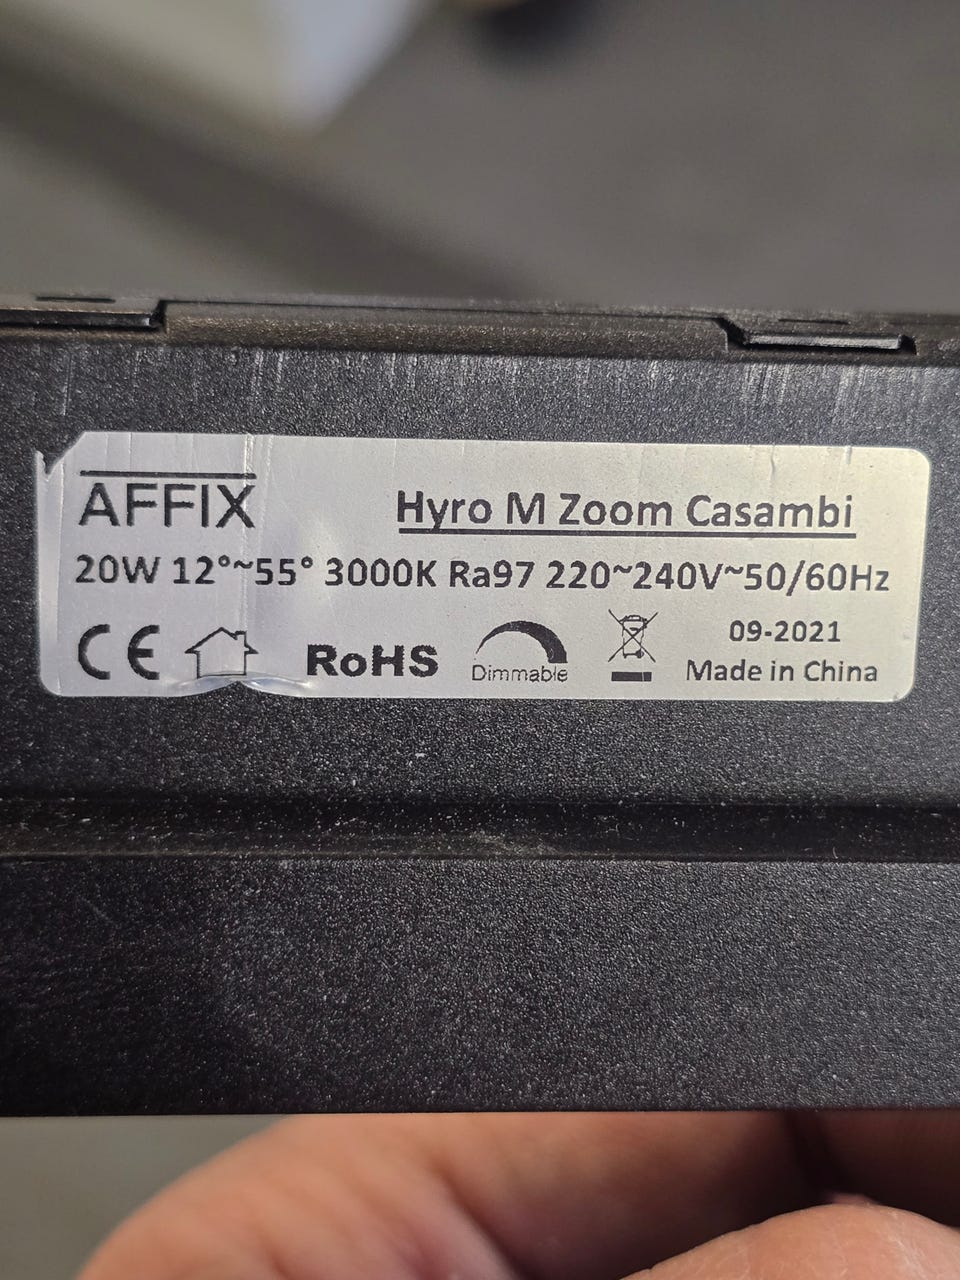 AFFIX
Hyro M Zoom Casambi
20W 12°~55° 3000K Ra97 220~240V~50/60Hz
CE
RoHS
Dimmable
09-2021
Made in China